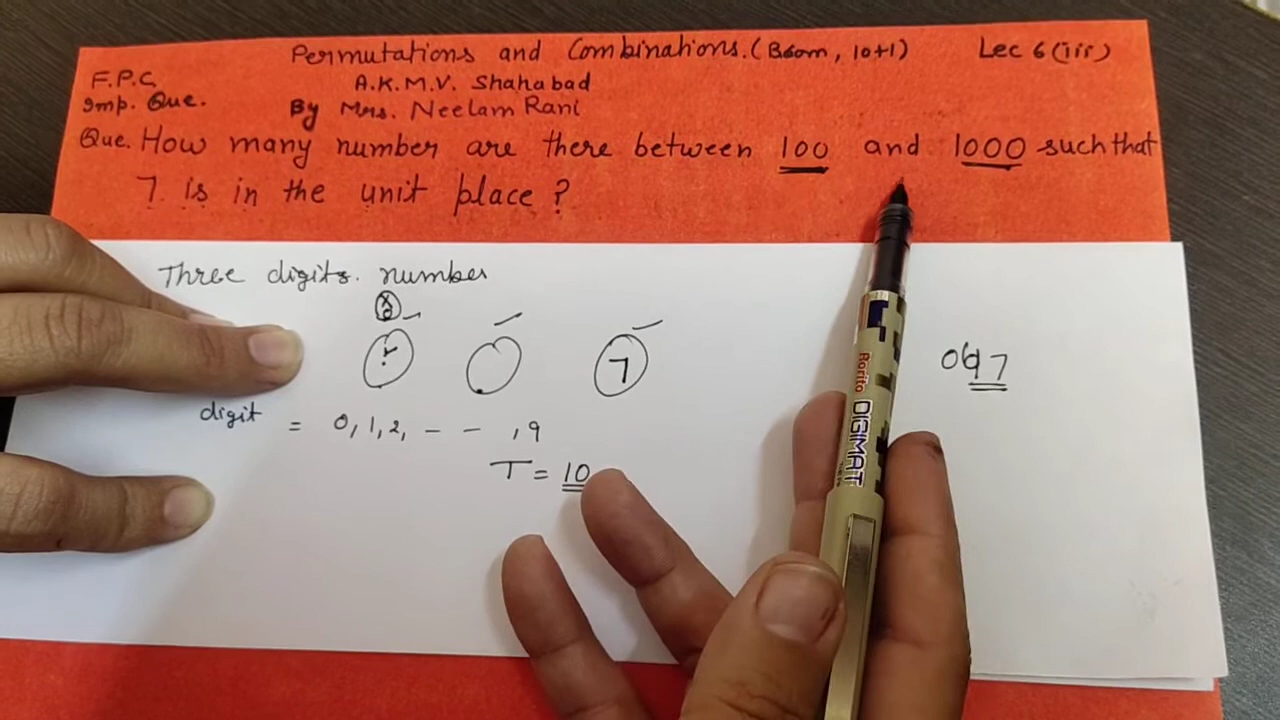 Permutations and Combinations. (B.com, 10+1) Lec 6(iii)
F.P.C. A.K.M.V. Shahabad
Imp. Que. By Mrs. Neelam Rani
Que. How many number are there between 100 and 1000 such that
7 is in the unit place?
Three digits. number
7
067
digit = 0, 1, 2, - - , 9
T = 10
Rorito DIGIMAT